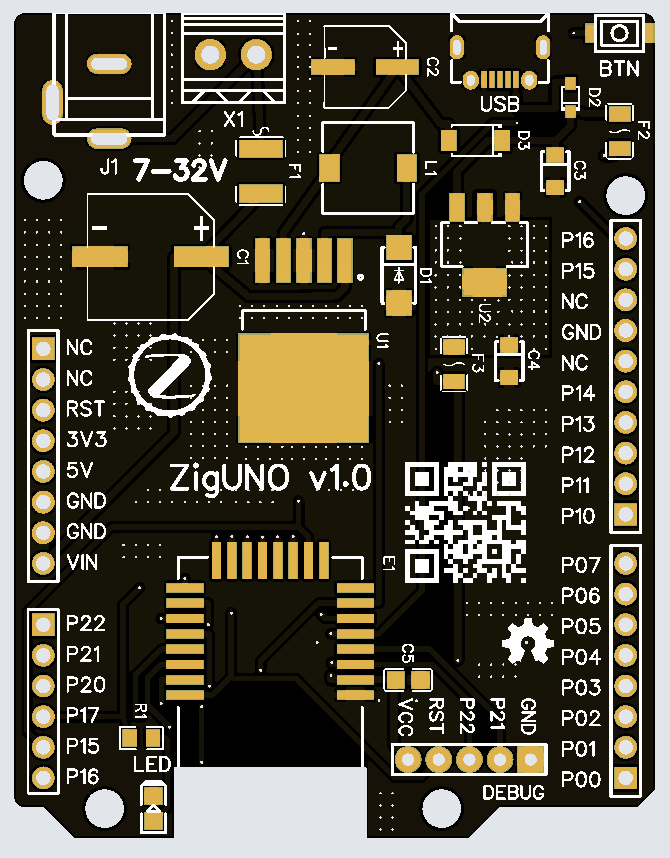 USB
BTN
C2
D2
F2
X1
D3
C3
J1
7-32V
F1
L1
C1
D1
U2
U1
F3
C4
P16
P15
NC
GND
NC
P14
P13
P12
P11
P10
NC
NC
RST
3V3
5V
GND
GND
VIN
ZigUNO v1.0
E1
P07
P06
P05
P04
P03
P02
P01
P00
P22
P21
P20
P17
P15
P16
R1
LED
C5
VCC
RST
P22
P21
GND
DEBUG